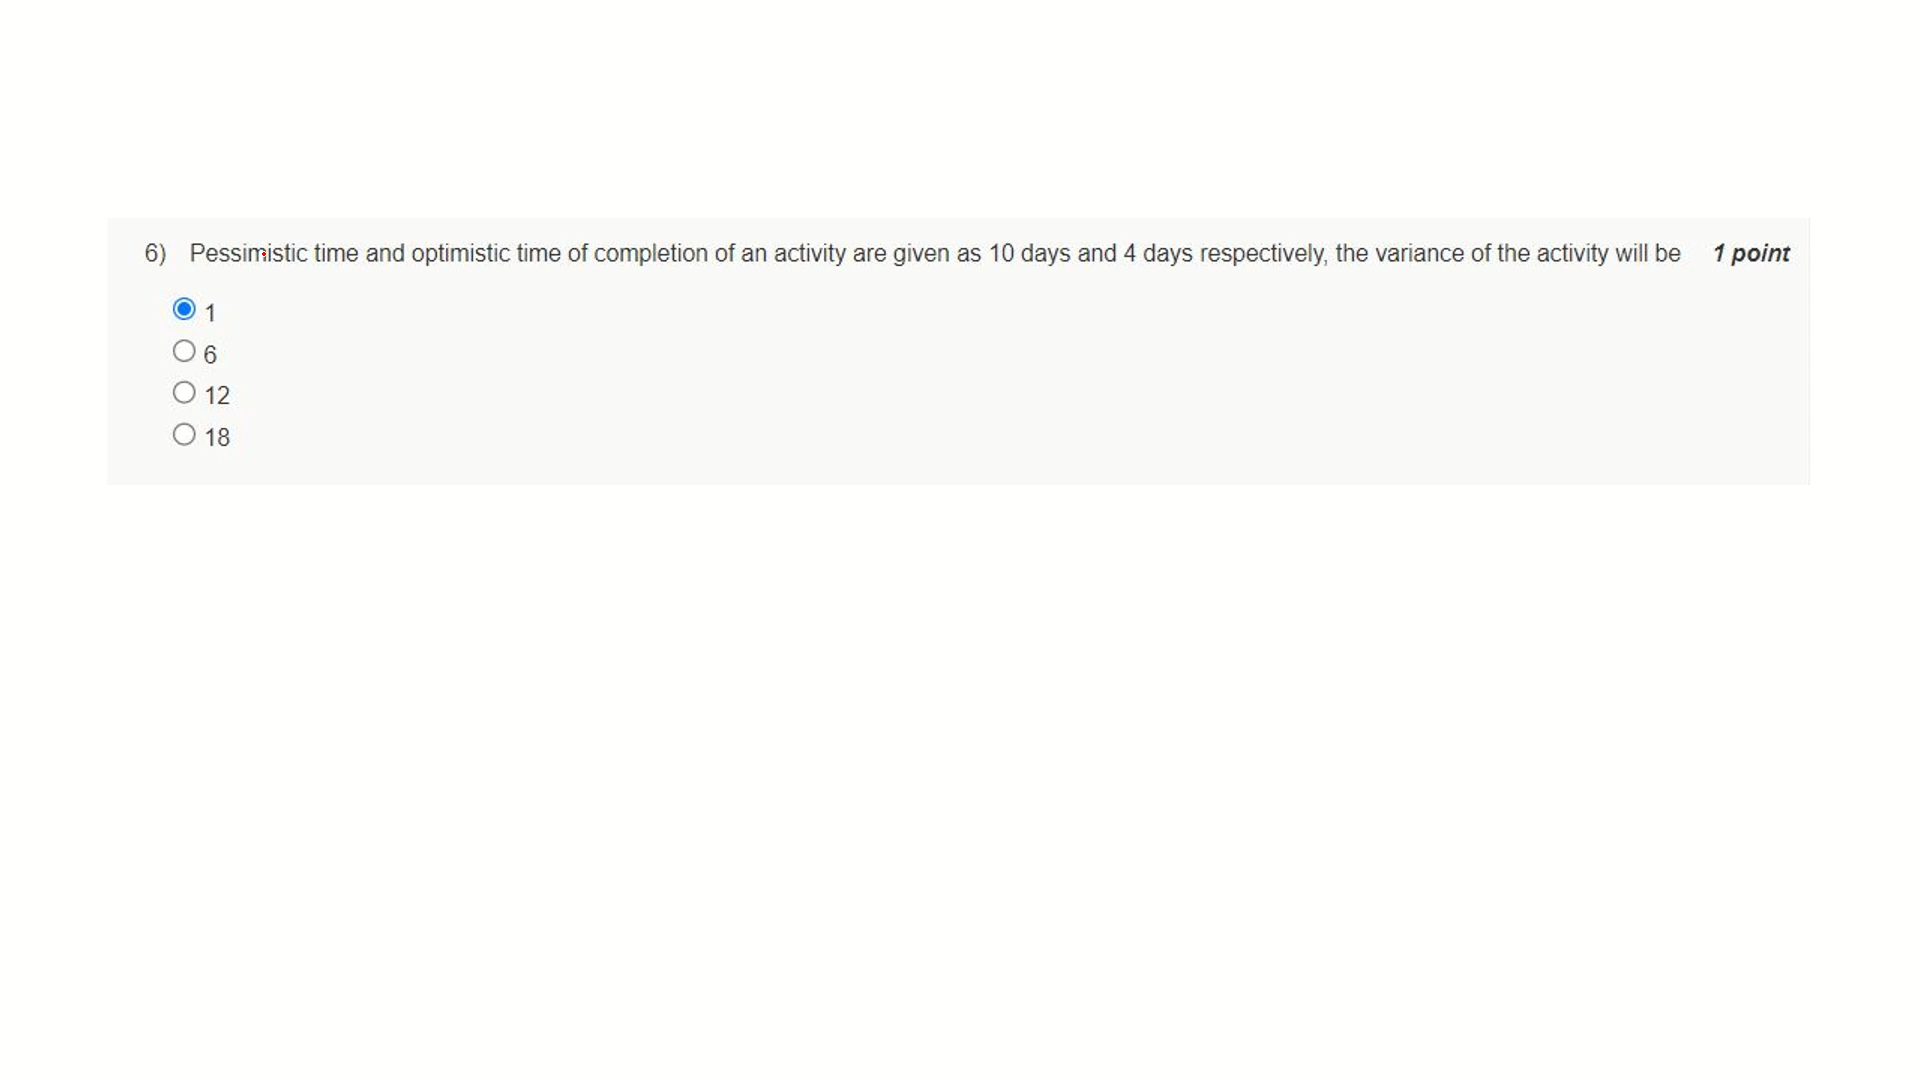 6) Pessimistic time and optimistic time of completion of an activity are given as 10 days and 4 days respectively, the variance of the activity will be 1 point
1
6
12
18